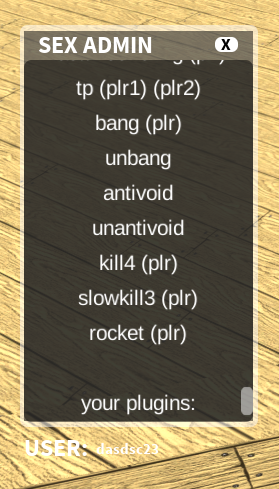 SEX ADMIN X
tp (plr1) (plr2)
bang (plr)
unbang
antivoid
unantivoid
kill4 (plr)
slowkill3 (plr)
rocket (plr)
your plugins:
USER: dasdsc23